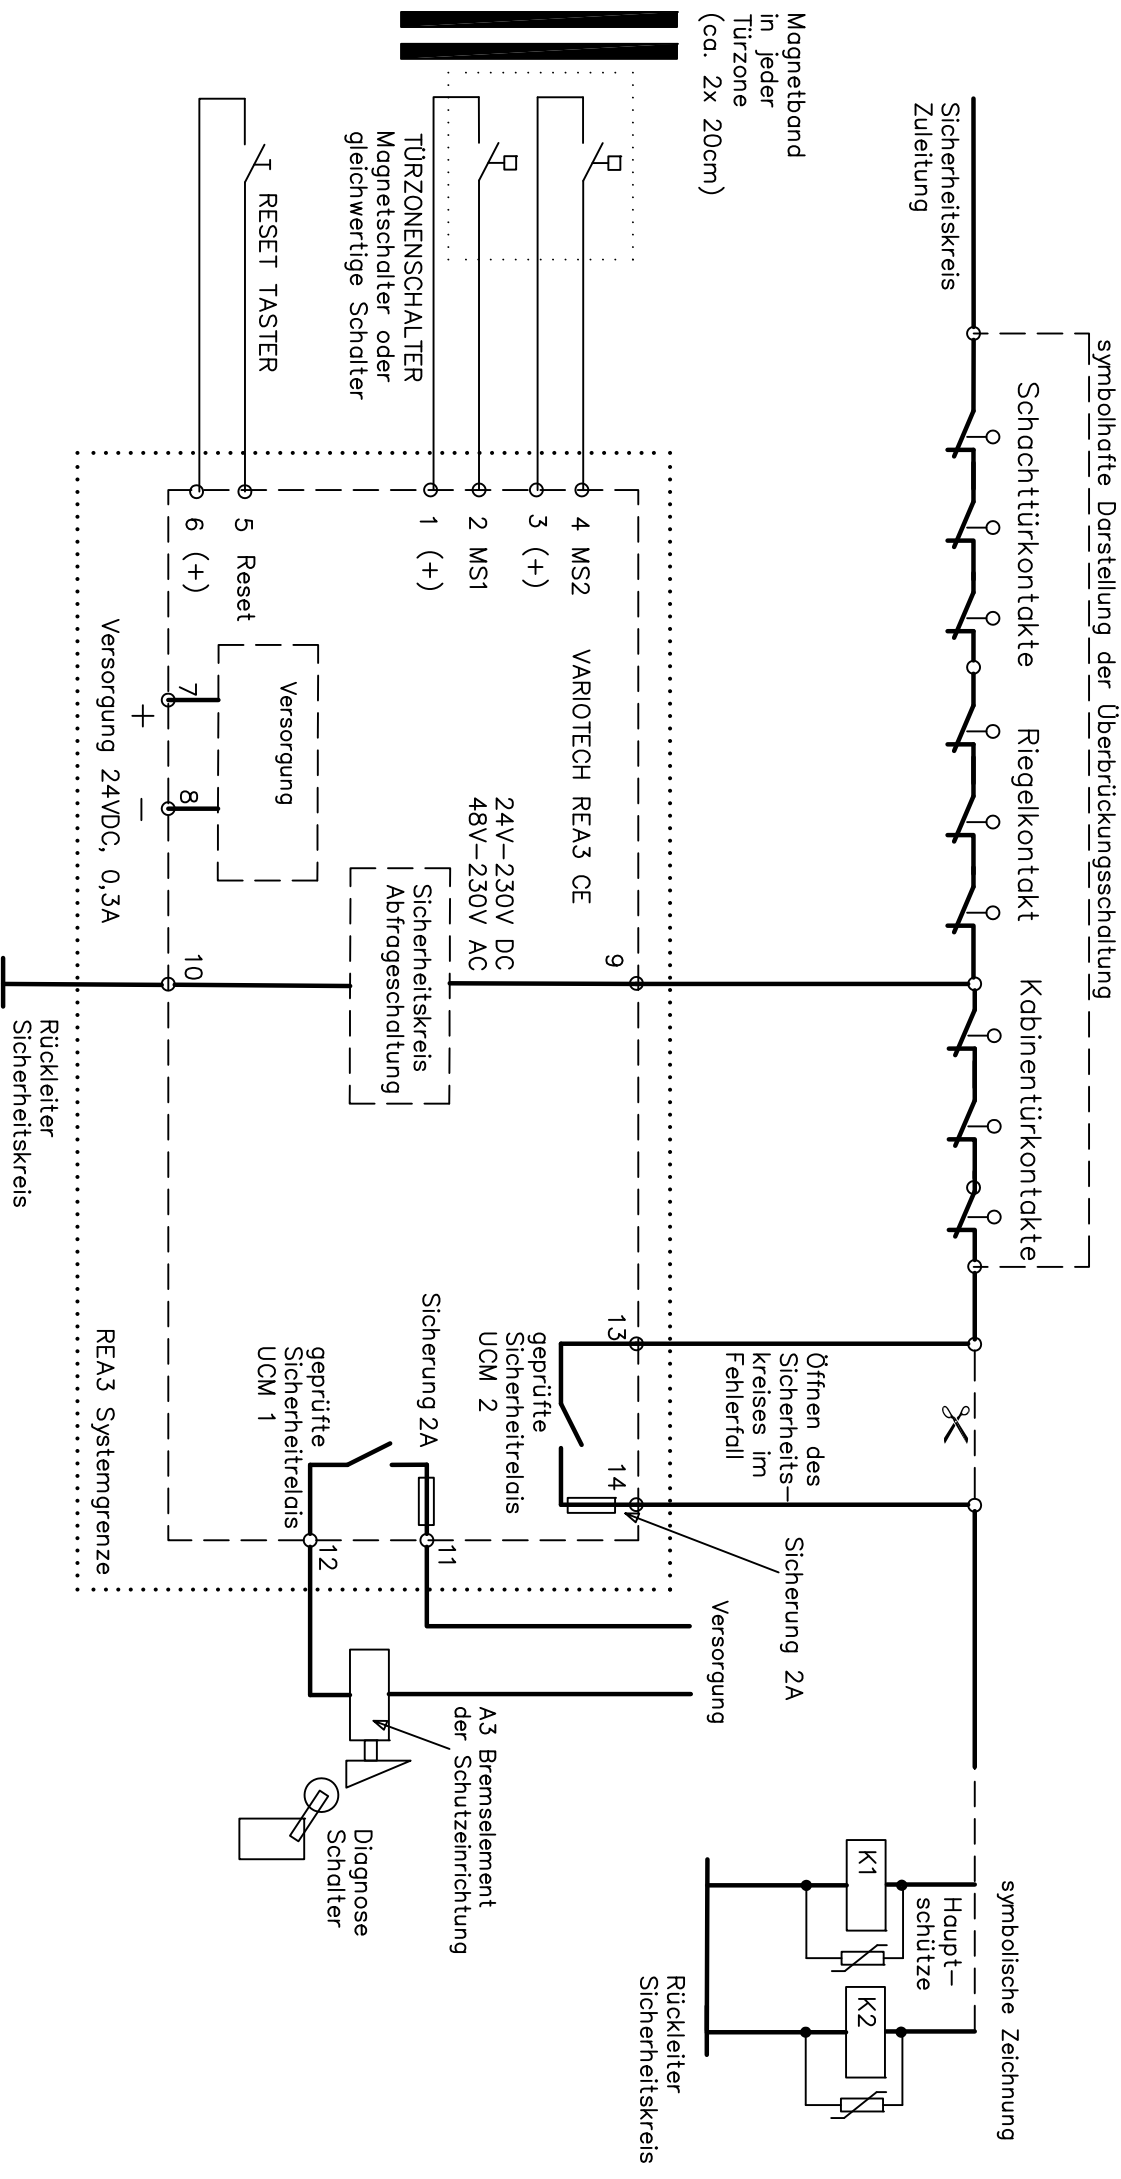 symbolhafte Darstellung der Überbrückungsschaltung
Schachttürkontakte
Riegelkontakt
Kabinentürkontakte
symbolische Zeichnung
Sicherheitskreis
Zuleitung
Haupt-
schütze
K1
K2
Rückleiter
Sicherheitskreis
Magnetband
in jeder
Türzone
(ca. 2x 20cm)
Öffnen des
Sicherheits-
kreises im
Fehlerfall
Sicherung 2A
Versorgung
9
13
14
4 MS2
3 (+)
2 MS1
1 (+)
VARIOTECH REA3 CE
24V-230V DC
48V-230V AC
Sicherheitskreis
Abfrageschaltung
geprüfte
Sicherheitrelais
UCM 2
Sicherung 2A
11
12
geprüfte
Sicherheitrelais
UCM 1
A3 Bremselement
der Schutzeinrichtung
Diagnose
Schalter
TÜRZONENSCHALTER
Magnetschalter oder
gleichwertige Schalter
RESET TASTER
5 Reset
6 (+)
Versorgung
7
8
10
+
-
Versorgung 24VDC, 0,3A
REA3 Systemgrenze
Rückleiter
Sicherheitskreis